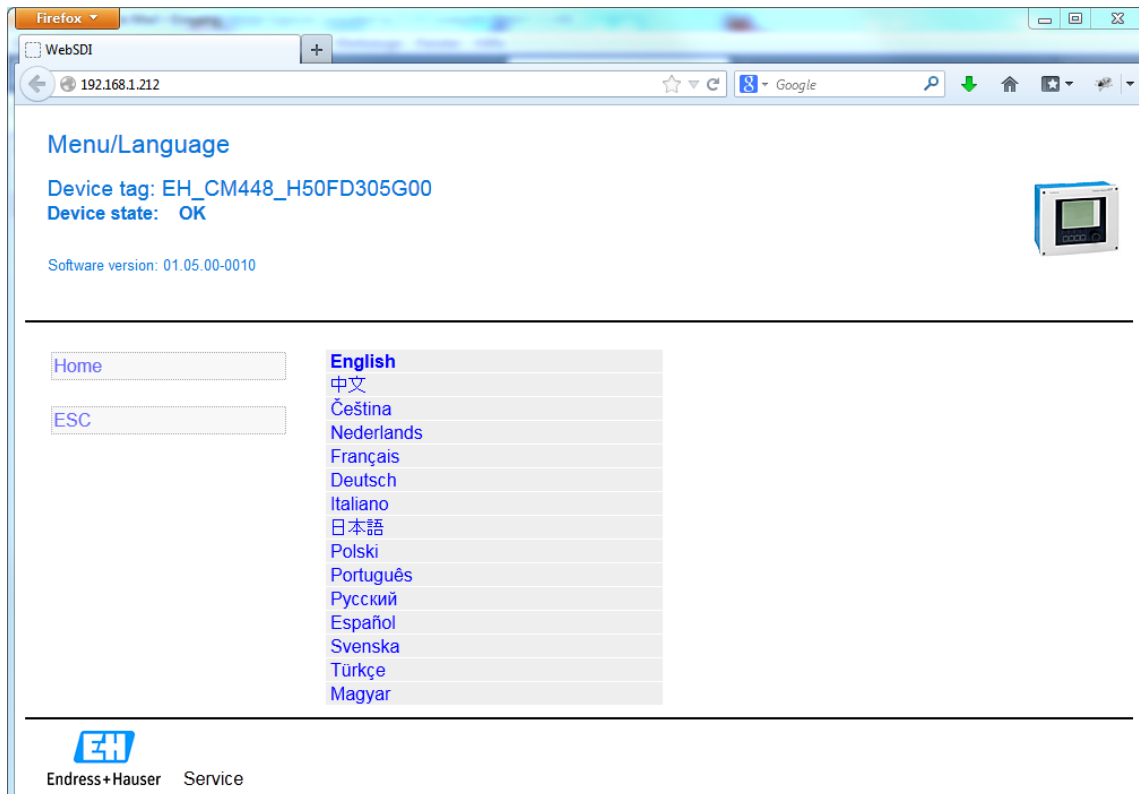 Firefox
WebSDI
192.168.1.212
Google
Menu/Language
Device tag: EH_CM448_H50FD305G00
Device state: OK
Software version: 01.05.00-0010
Home
ESC
English
中文
Čeština
Nederlands
Français
Deutsch
Italiano
日本語
Polski
Português
Русский
Español
Svenska
Türkçe
Magyar
EH
Endress+Hauser Service